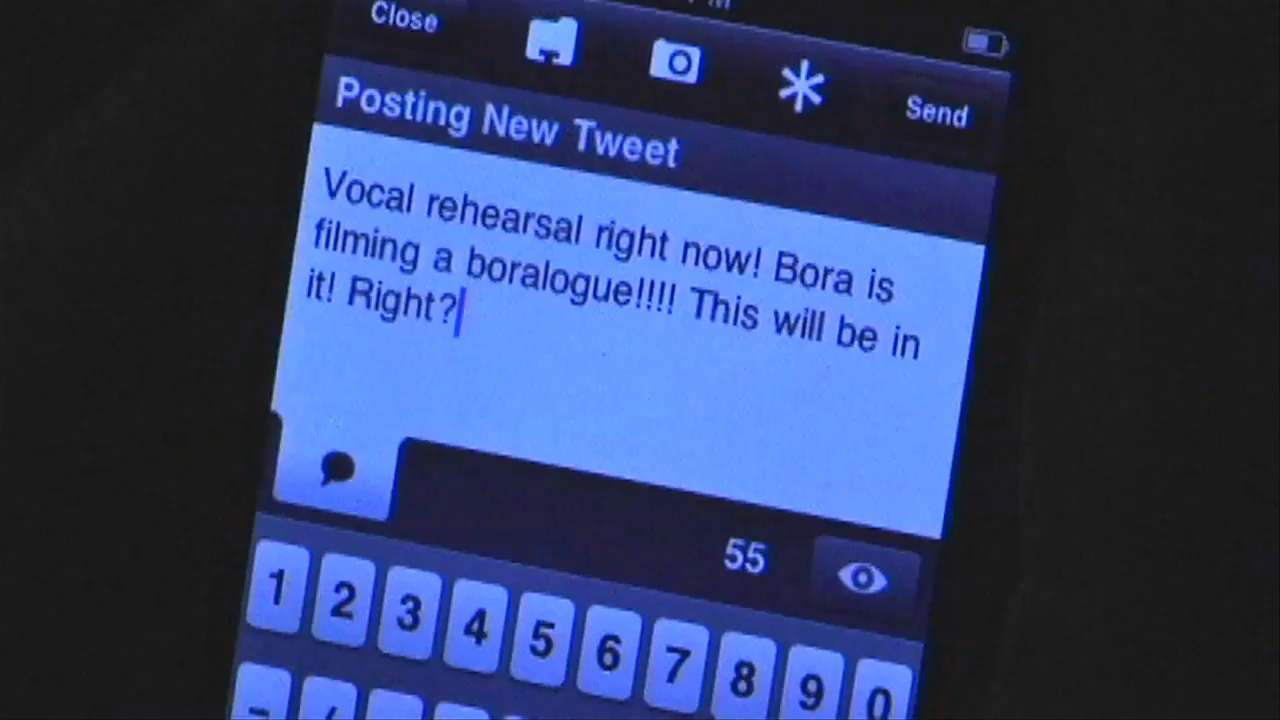 Close
Send
Posting New Tweet
Vocal rehearsal right now! Bora is
filming a boralogue!!!! This will be in
it! Right?
55
1 2 3 4 5 6 7 8 9 0